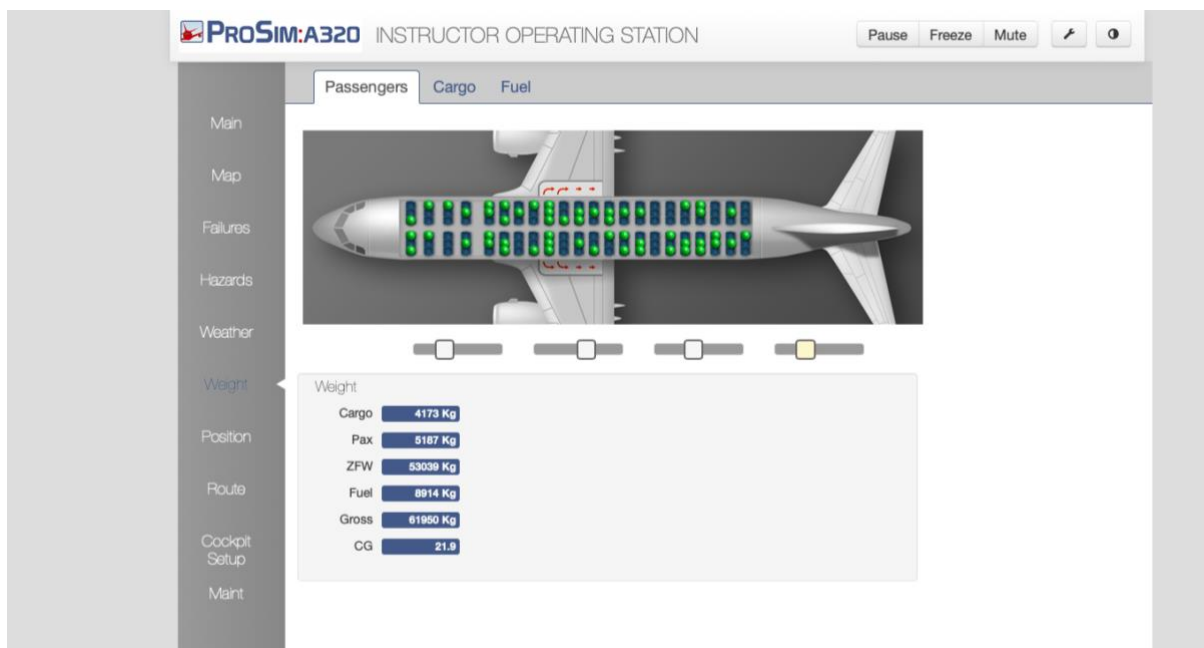 PROSIM:A320 INSTRUCTOR OPERATING STATION
Pause Freeze Mute
Passengers Cargo Fuel
Main
Map
Failures
Hazards
Weather
Weight
Position
Route
Cockpit
Setup
Maint
Weight
Cargo 4173 Kg
Pax 5187 Kg
ZFW 53039 Kg
Fuel 8914 Kg
Gross 61950 Kg
CG 21.9